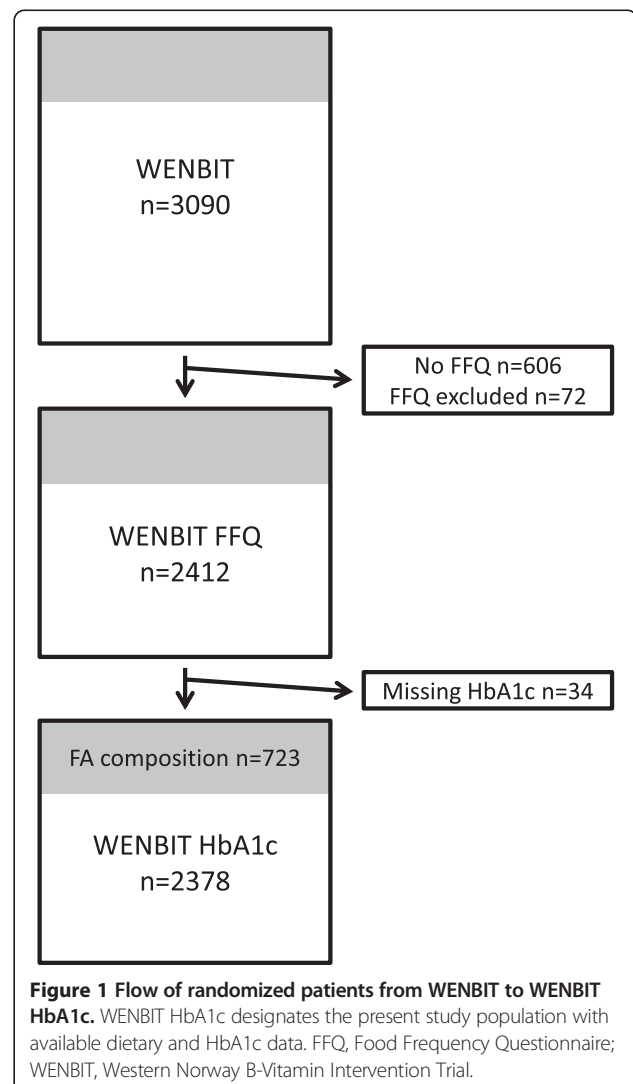 WENBIT
n=3090
No FFQ n=606
FFQ excluded n=72
WENBIT FFQ
n=2412
Missing HbA1c n=34
FA composition n=723
WENBIT HbA1c
n=2378
Figure 1 Flow of randomized patients from WENBIT to WENBIT
HbA1c. WENBIT HbA1c designates the present study population with
available dietary and HbA1c data. FFQ, Food Frequency Questionnaire;
WENBIT, Western Norway B-Vitamin Intervention Trial.